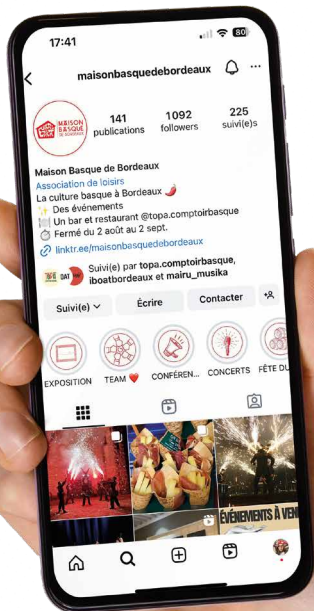 17:41
80
maisonbasquedebordeaux
MAISON
BASQUE
DE BORDEAUX
141 1092 225
publications followers suivi(e)s
Maison Basque de Bordeaux
Association de loisirs
La culture basque à Bordeaux 🌶️
✨ Des événements
🍽️ Un bar et restaurant @topa.comptoirbasque
⏱️ Fermé du 2 août au 2 sept.
linktr.ee/maisonbasquedebordeaux
Suivi(e) par topa.comptoirbasque,
iboatbordeaux et mairu_musika
Suivi(e) Écrire Contacter
EXPOSITION TEAM ❤️ CONFÉREN... CONCERTS FÊTE DU
ÉVÉNEMENTS À VEN